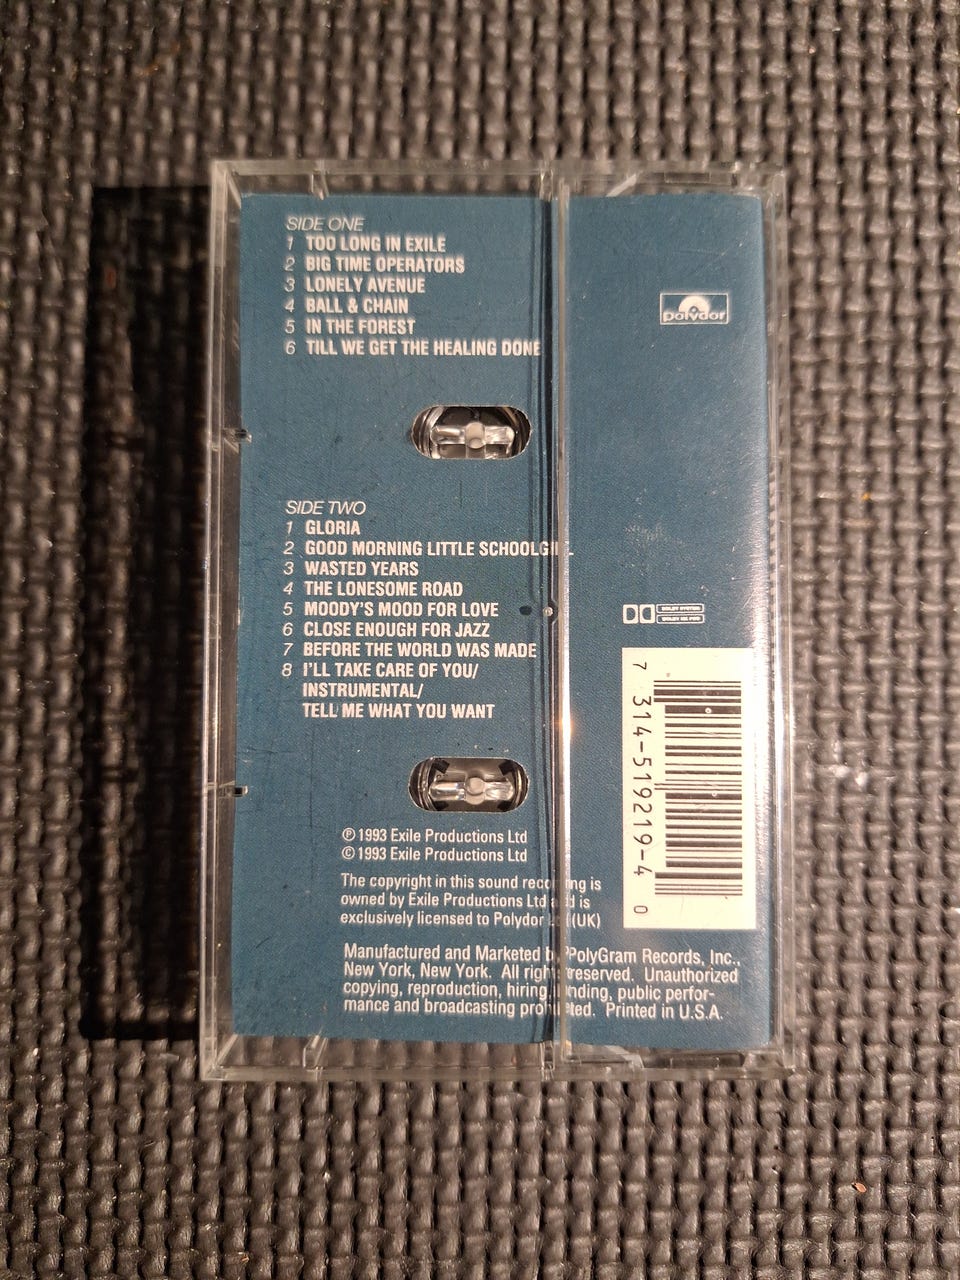 SIDE ONE
1 TOO LONG IN EXILE
2 BIG TIME OPERATORS
3 LONELY AVENUE
4 BALL & CHAIN
5 IN THE FOREST
6 TILL WE GET THE HEALING DONE
polydor
SIDE TWO
1 GLORIA
2 GOOD MORNING LITTLE SCHOOLGIRL
3 WASTED YEARS
4 THE LONESOME ROAD
5 MOODY'S MOOD FOR LOVE
6 CLOSE ENOUGH FOR JAZZ
7 BEFORE THE WORLD WAS MADE
8 I'LL TAKE CARE OF YOU/
INSTRUMENTAL/
TELL ME WHAT YOU WANT
DOLBY SYSTEM
DOLBY HX PRO
7 314-519219-4 0
℗ 1993 Exile Productions Ltd
© 1993 Exile Productions Ltd
The copyright in this sound recording is
owned by Exile Productions Ltd and is
exclusively licensed to Polydor Ltd (UK)
Manufactured and Marketed by PolyGram Records, Inc.,
New York, New York. All rights reserved. Unauthorized
copying, reproduction, hiring, lending, public perfor-
mance and broadcasting prohibited. Printed in U.S.A.